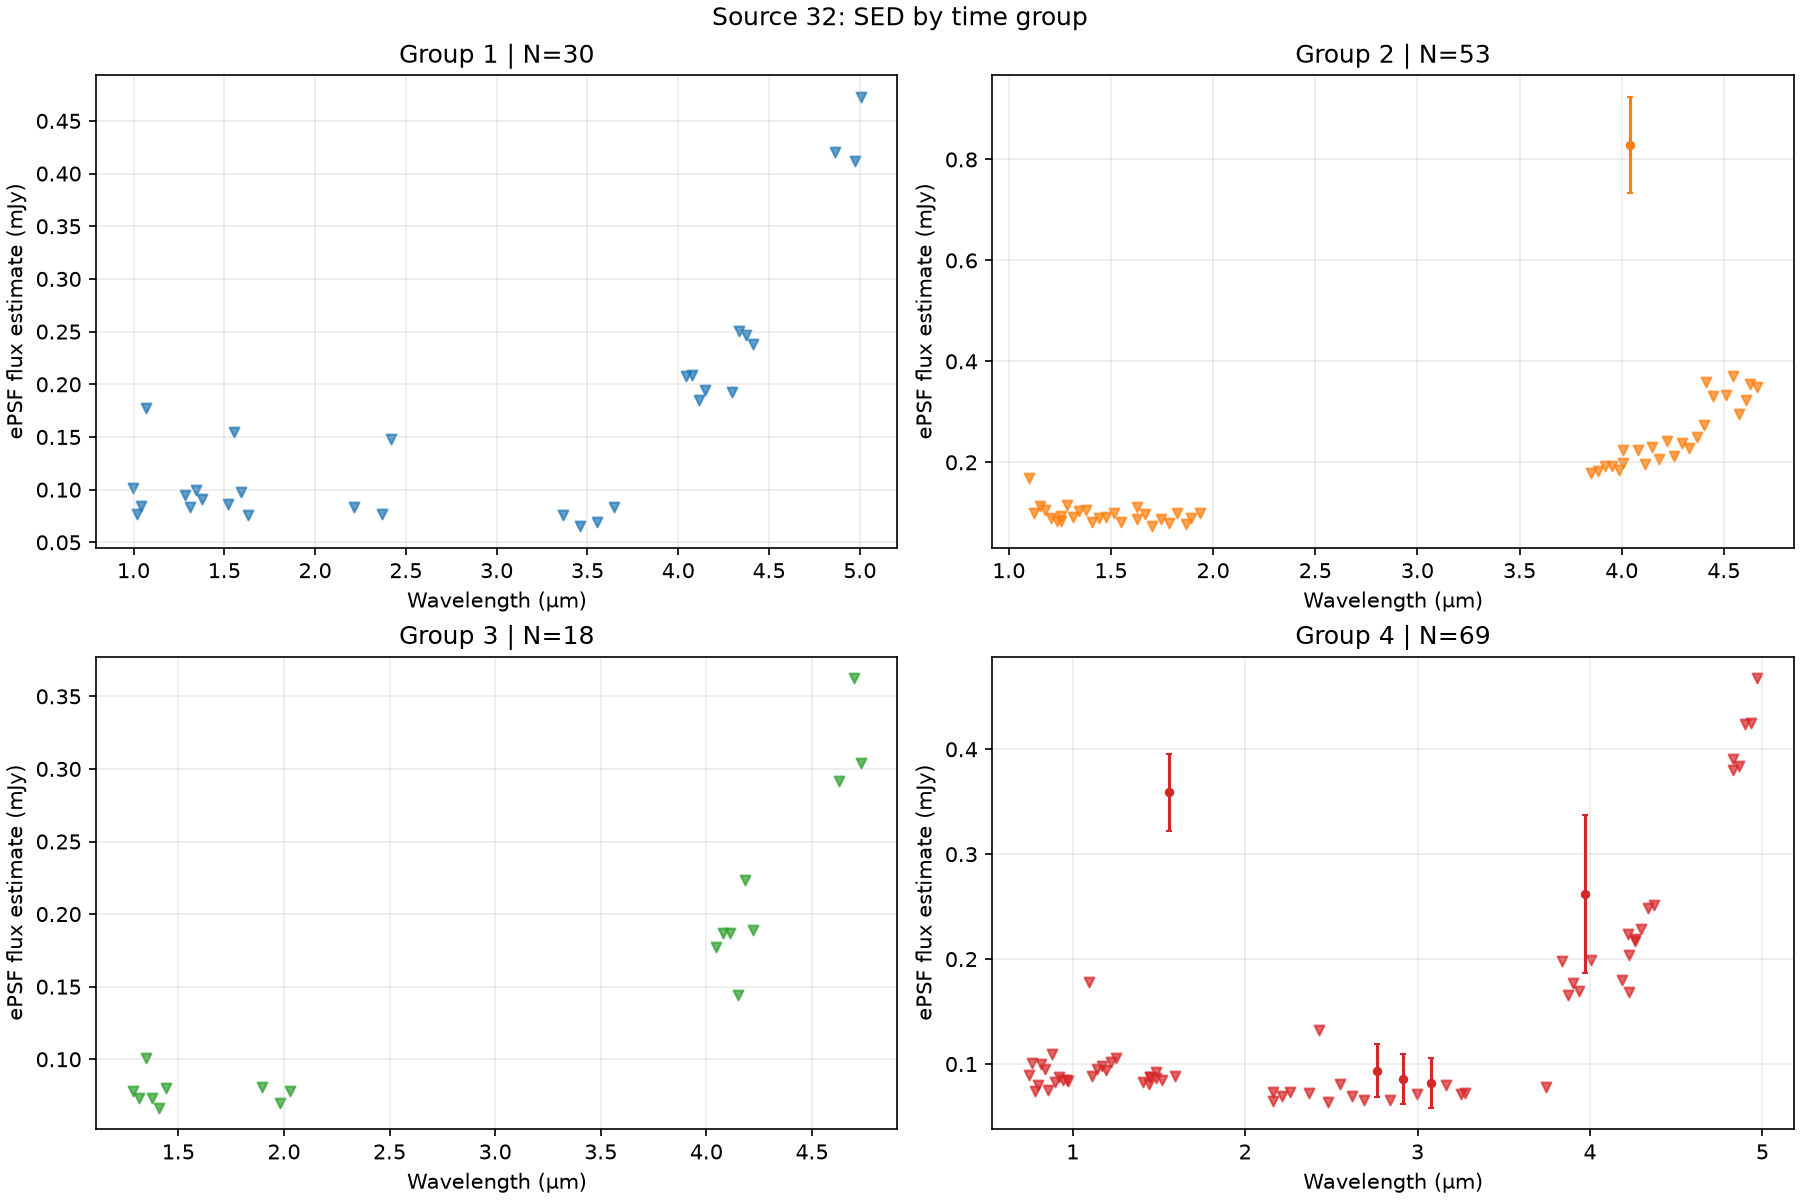 Source 32: SED by time group
Group 1 | N=30
0.45
0.40
0.35
0.30
0.25
0.20
0.15
0.10
0.05
ePSF flux estimate (mJy)
1.0 1.5 2.0 2.5 3.0 3.5 4.0 4.5 5.0
Wavelength (μm)
Group 2 | N=53
0.8
0.6
0.4
0.2
ePSF flux estimate (mJy)
1.0 1.5 2.0 2.5 3.0 3.5 4.0 4.5
Wavelength (μm)
Group 3 | N=18
0.35
0.30
0.25
0.20
0.15
0.10
ePSF flux estimate (mJy)
1.5 2.0 2.5 3.0 3.5 4.0 4.5
Wavelength (μm)
Group 4 | N=69
0.4
0.3
0.2
0.1
ePSF flux estimate (mJy)
1 2 3 4 5
Wavelength (μm)